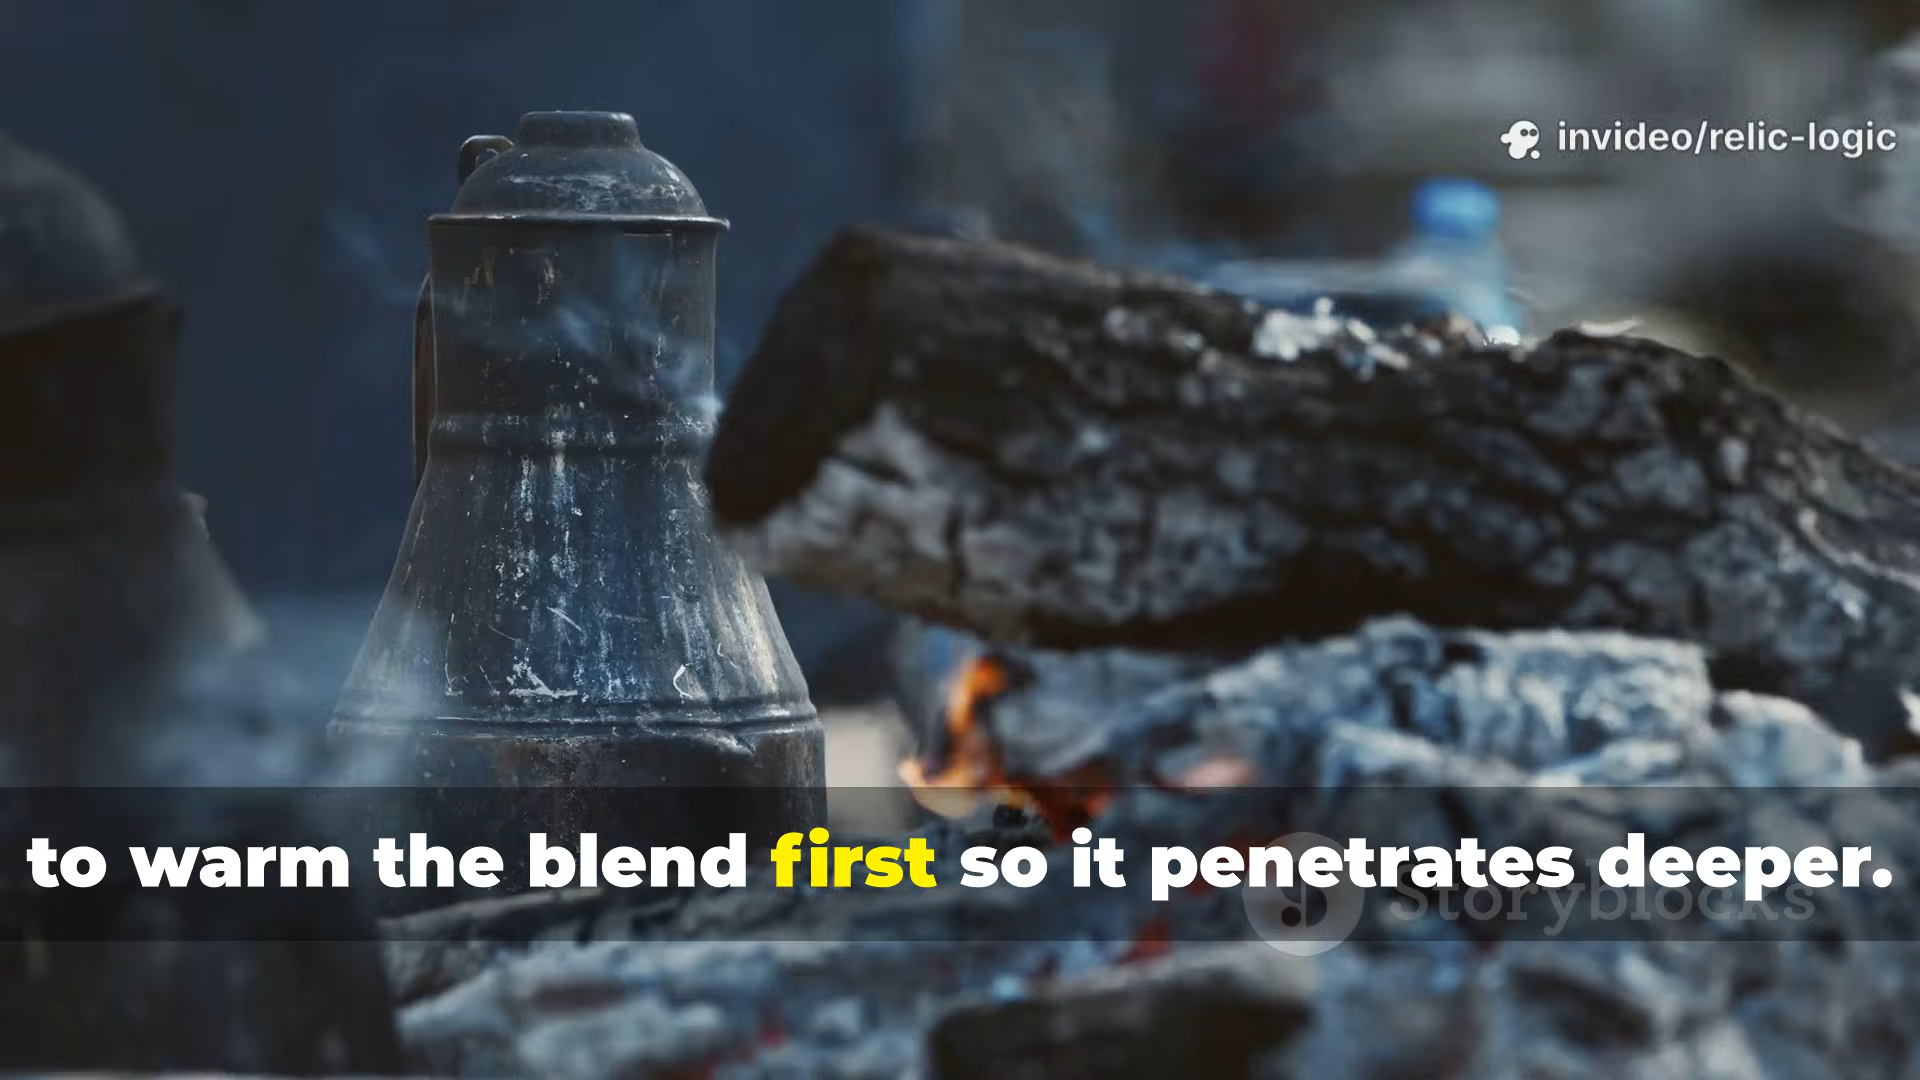 invideo/relic-logic
to warm the blend first so it penetrates deeper.
Storyblocks